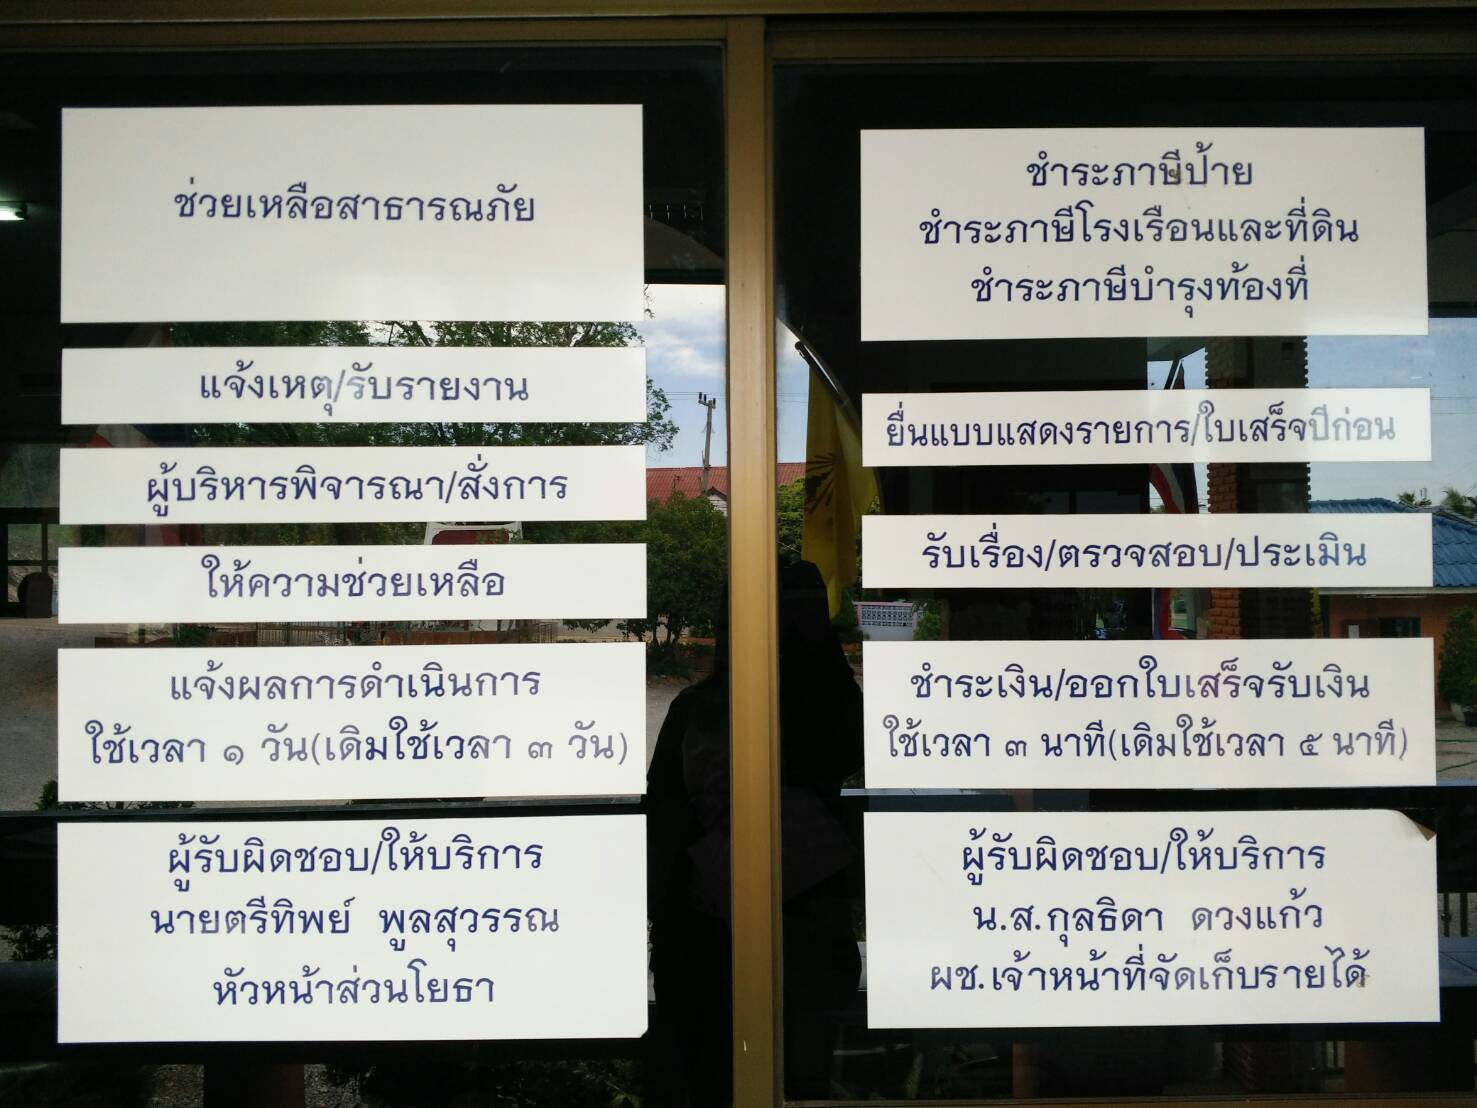 ช่วยเหลือสาธารณภัย
แจ้งเหตุ/รับรายงาน
ผู้บริหารพิจารณา/สั่งการ
ให้ความช่วยเหลือ
แจ้งผลการดำเนินการ
ใช้เวลา ๑ วัน(เดิมใช้เวลา ๓ วัน)
ผู้รับผิดชอบ/ให้บริการ
นายตรีทิพย์ พูลสุวรรณ
หัวหน้าส่วนโยธา
ชำระภาษีป้าย
ชำระภาษีโรงเรือนและที่ดิน
ชำระภาษีบำรุงท้องที่
ยื่นแบบแสดงรายการ/ใบเสร็จปีก่อน
รับเรื่อง/ตรวจสอบ/ประเมิน
ชำระเงิน/ออกใบเสร็จรับเงิน
ใช้เวลา ๓ นาที(เดิมใช้เวลา ๕ นาที)
ผู้รับผิดชอบ/ให้บริการ
น.ส.กุลธิดา ดวงแก้ว
ผช.เจ้าหน้าที่จัดเก็บรายได้